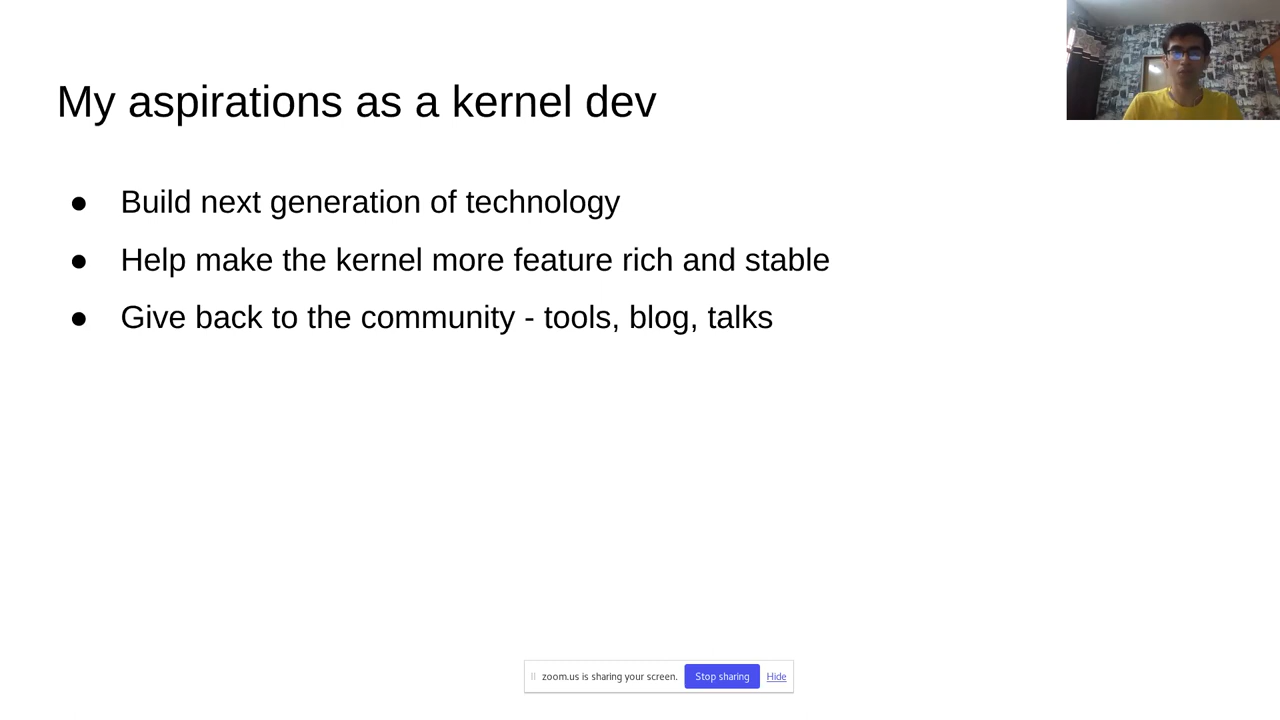 My aspirations as a kernel dev
● Build next generation of technology
● Help make the kernel more feature rich and stable
● Give back to the community - tools, blog, talks
zoom.us is sharing your screen. Stop sharing Hide